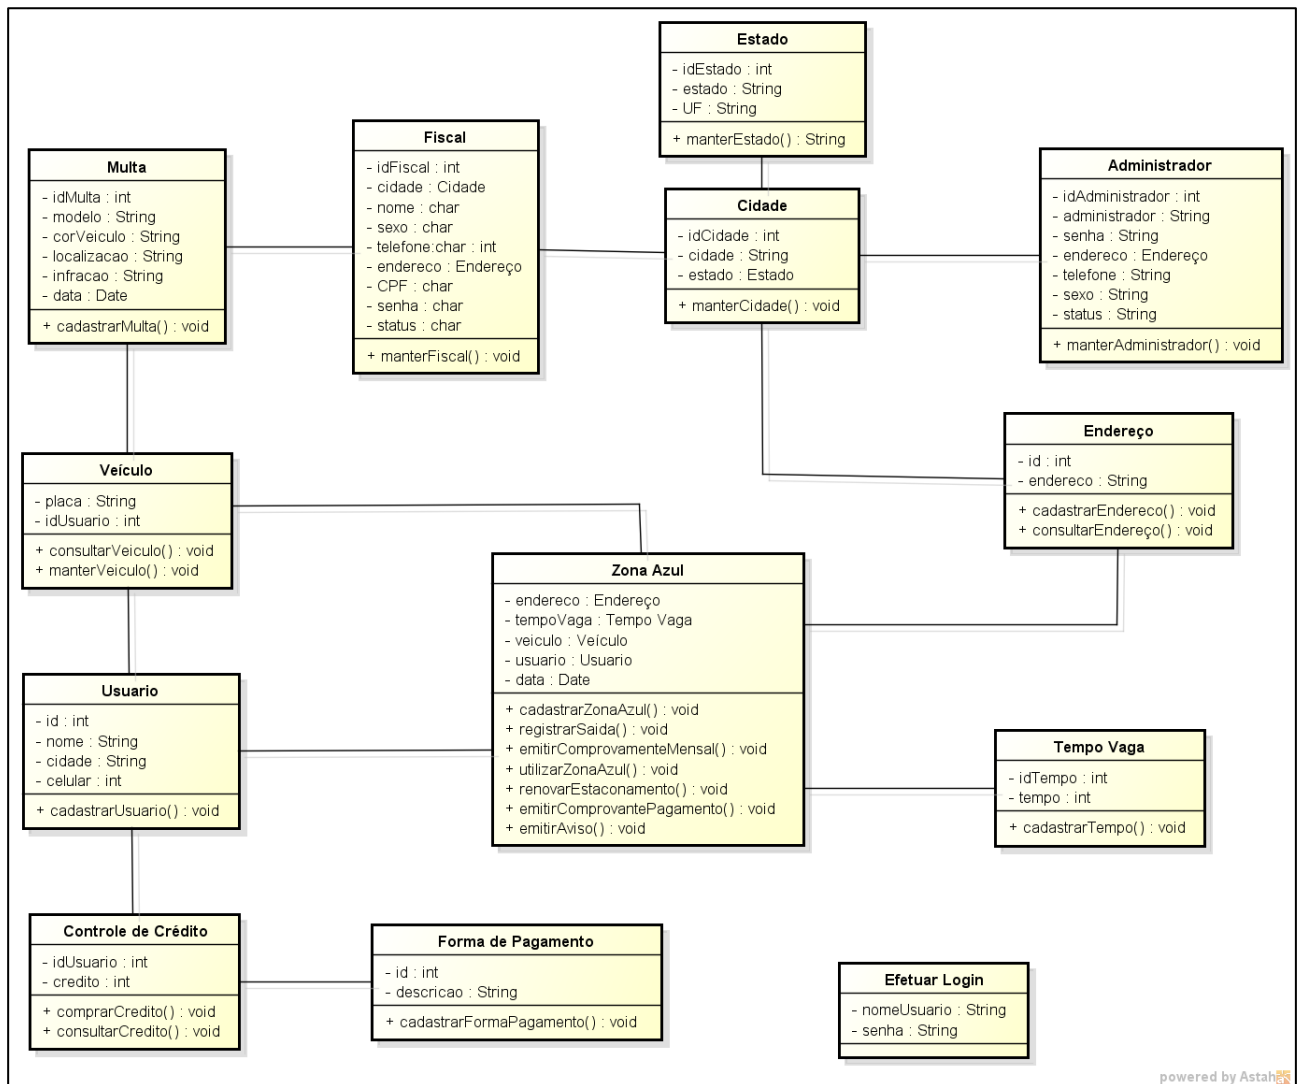 Estado
- idEstado : int
- estado : String
- UF : String
+ manterEstado() : String
Fiscal
- idFiscal : int
- cidade : Cidade
- nome : char
- sexo : char
- telefone:char : int
- endereco : Endereço
- CPF : char
- senha : char
- status : char
+ manterFiscal() : void
Multa
- idMulta : int
- modelo : String
- corVeiculo : String
- localizacao : String
- infracao : String
- data : Date
+ cadastrarMulta() : void
Cidade
- idCidade : int
- cidade : String
- estado : Estado
+ manterCidade() : void
Administrador
- idAdministrador : int
- administrador : String
- senha : String
- endereco : Endereço
- telefone : String
- sexo : String
- status : String
+ manterAdministrador() : void
Endereço
- id : int
- endereco : String
+ cadastrarEndereco() : void
+ consultarEndereço() : void
Veículo
- placa : String
- idUsuario : int
+ consultarVeiculo() : void
+ manterVeiculo() : void
Zona Azul
- endereco : Endereço
- tempoVaga : Tempo Vaga
- veiculo : Veículo
- usuario : Usuario
- data : Date
+ cadastrarZonaAzul() : void
+ registrarSaida() : void
+ emitirComprovamenteMensal() : void
+ utilizarZonaAzul() : void
+ renovarEstaconamento() : void
+ emitirComprovantePagamento() : void
+ emitirAviso() : void
Usuario
- id : int
- nome : String
- cidade : String
- celular : int
+ cadastrarUsuario() : void
Tempo Vaga
- idTempo : int
- tempo : int
+ cadastrarTempo() : void
Controle de Crédito
- idUsuario : int
- credito : int
+ comprarCredito() : void
+ consultarCredito() : void
Forma de Pagamento
- id : int
- descricao : String
+ cadastrarFormaPagamento() : void
Efetuar Login
- nomeUsuario : String
- senha : String
powered by Astah